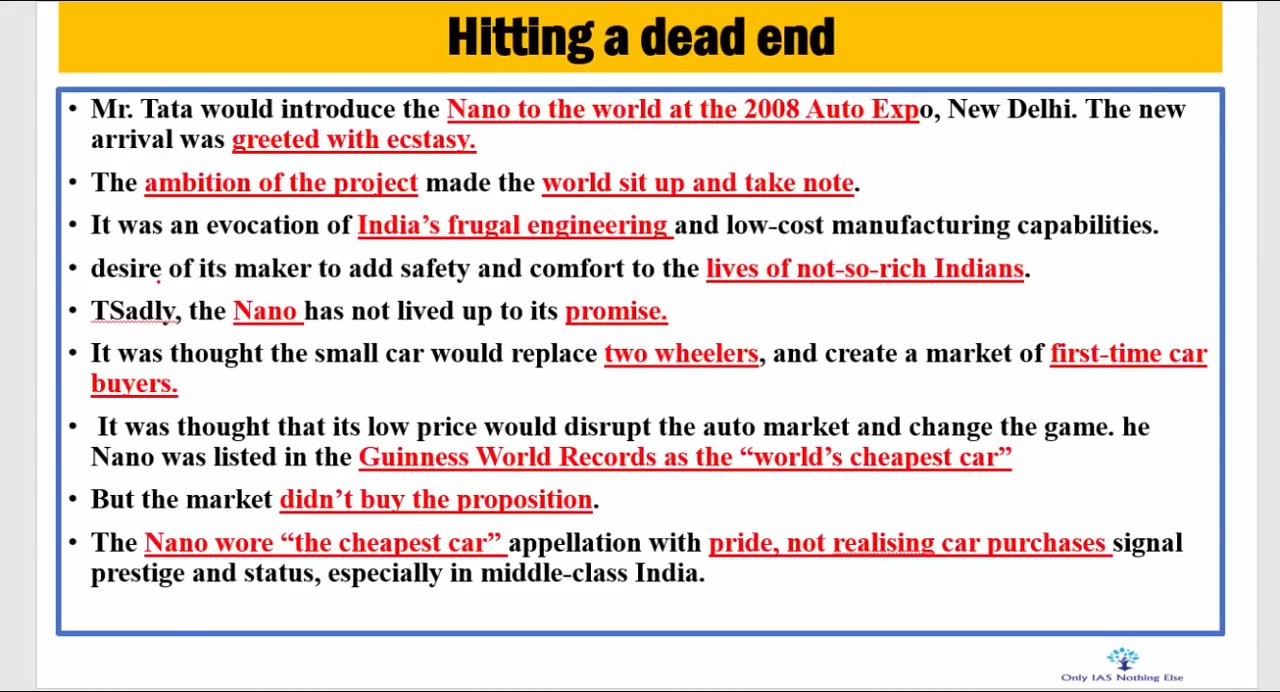 Hitting a dead end
• Mr. Tata would introduce the Nano to the world at the 2008 Auto Expo, New Delhi. The new
arrival was greeted with ecstasy.
• The ambition of the project made the world sit up and take note.
• It was an evocation of India’s frugal engineering and low-cost manufacturing capabilities.
• desire of its maker to add safety and comfort to the lives of not-so-rich Indians.
• TSadly, the Nano has not lived up to its promise.
• It was thought the small car would replace two wheelers, and create a market of first-time car
buyers.
• It was thought that its low price would disrupt the auto market and change the game. he
Nano was listed in the Guinness World Records as the “world’s cheapest car”
• But the market didn’t buy the proposition.
• The Nano wore “the cheapest car” appellation with pride, not realising car purchases signal
prestige and status, especially in middle-class India.
Only IAS Nothing Else